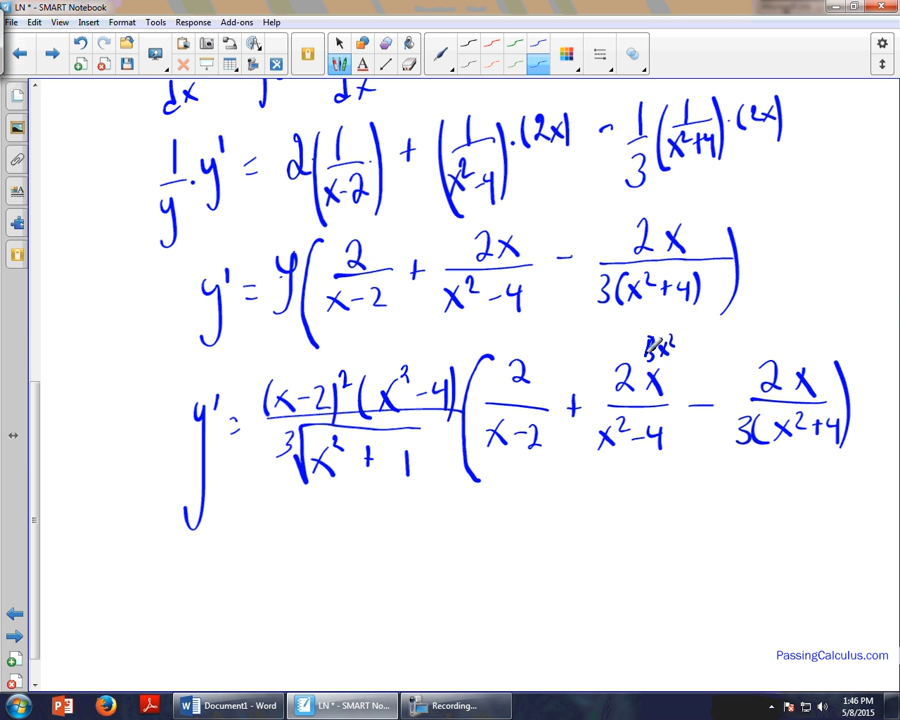 LN * - SMART Notebook
File Edit View Insert Format Tools Response Add-ons Help
dx dx
1/y · y' = 2(1/(x-2)) + (1/(x²-4)) · (2x) - 1/3 (1/(x²+4)) · (2x)
y' = y( 2/(x-2) + 2x/(x²-4) - 2x/(3(x²+4)) )
3x²
y' = (x-2)²(x³-4)/∛(x²+1) ( 2/(x-2) + 2x/(x²-4) - 2x/(3(x²+4)) )
PassingCalculus.com
Document1 - Word LN * - SMART No... Recording... 1:46 PM
5/8/2015